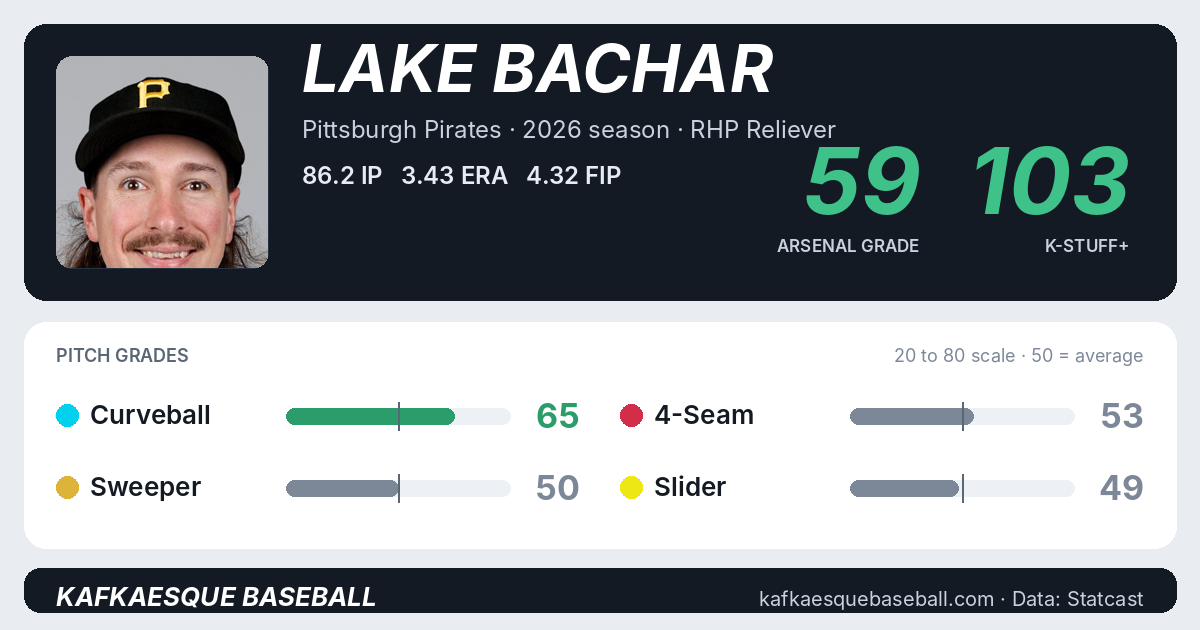 P
LAKE BACHAR
Pittsburgh Pirates · 2026 season · RHP Reliever
86.2 IP 3.43 ERA 4.32 FIP
59 103
ARSENAL GRADE K-STUFF+
PITCH GRADES 20 to 80 scale · 50 = average
Curveball 65 4-Seam 53
Sweeper 50 Slider 49
KAFKAESQUE BASEBALL kafkaesquebaseball.com · Data: Statcast